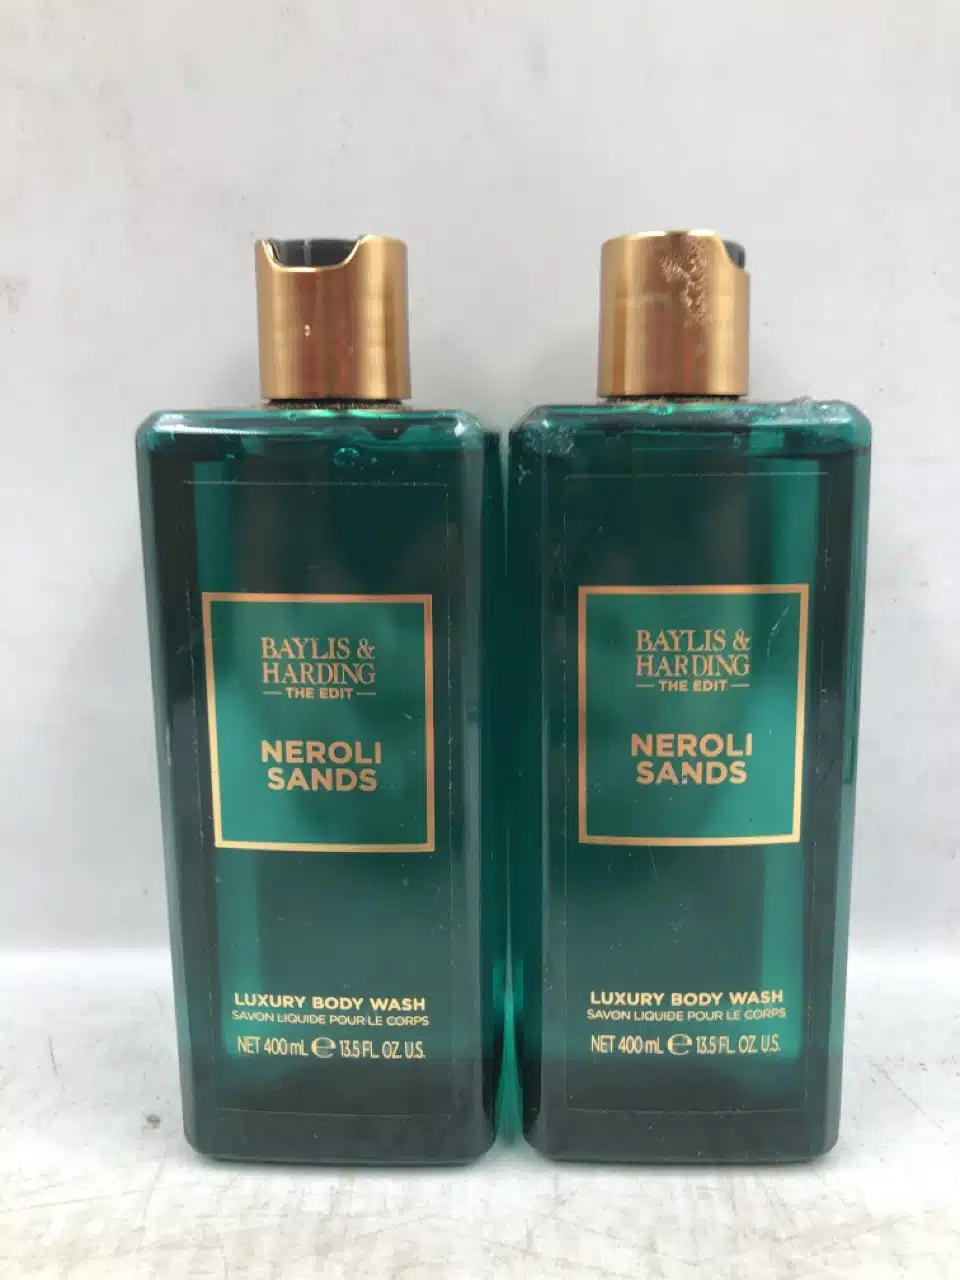 BAYLIS &
HARDING
THE EDIT
NEROLI
SANDS
LUXURY BODY WASH
SAVON LIQUIDE POUR LE CORPS
NET 400 mL ℮ 13.5 FL. OZ. U.S.
BAYLIS &
HARDING
THE EDIT
NEROLI
SANDS
LUXURY BODY WASH
SAVON LIQUIDE POUR LE CORPS
NET 400 mL ℮ 13.5 FL. OZ. U.S.